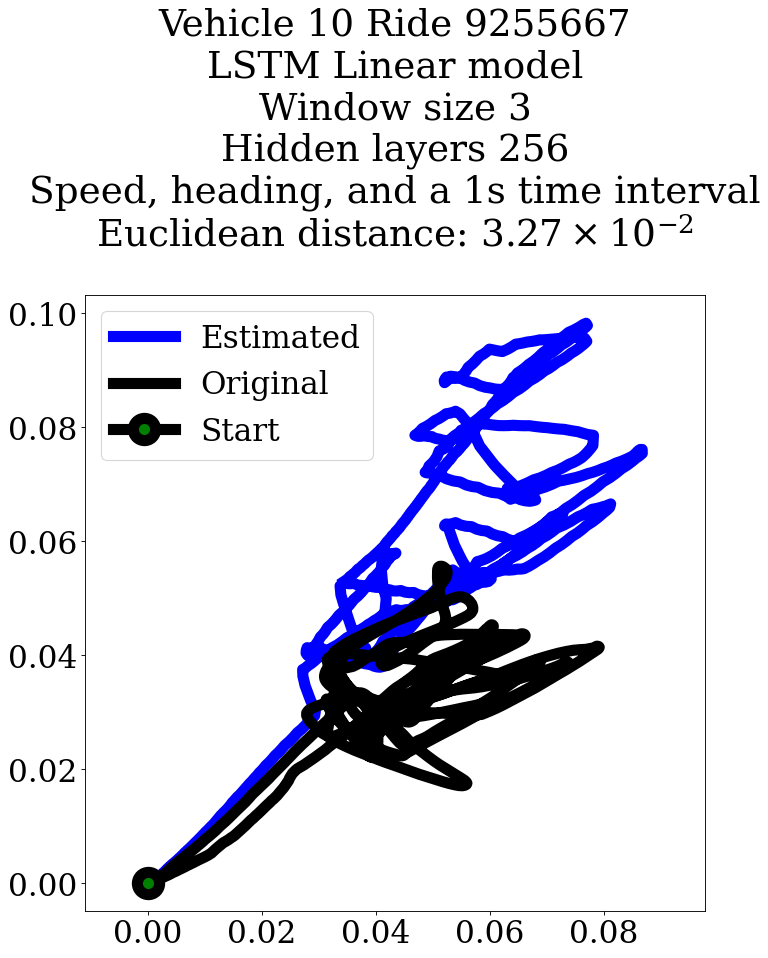 Vehicle 10 Ride 9255667
LSTM Linear model
Window size 3
Hidden layers 256
Speed, heading, and a 1s time interval
Euclidean distance: 3.27 × 10⁻²
0.10
Estimated
Original
Start
0.08
0.06
0.04
0.02
0.00
0.00 0.02 0.04 0.06 0.08